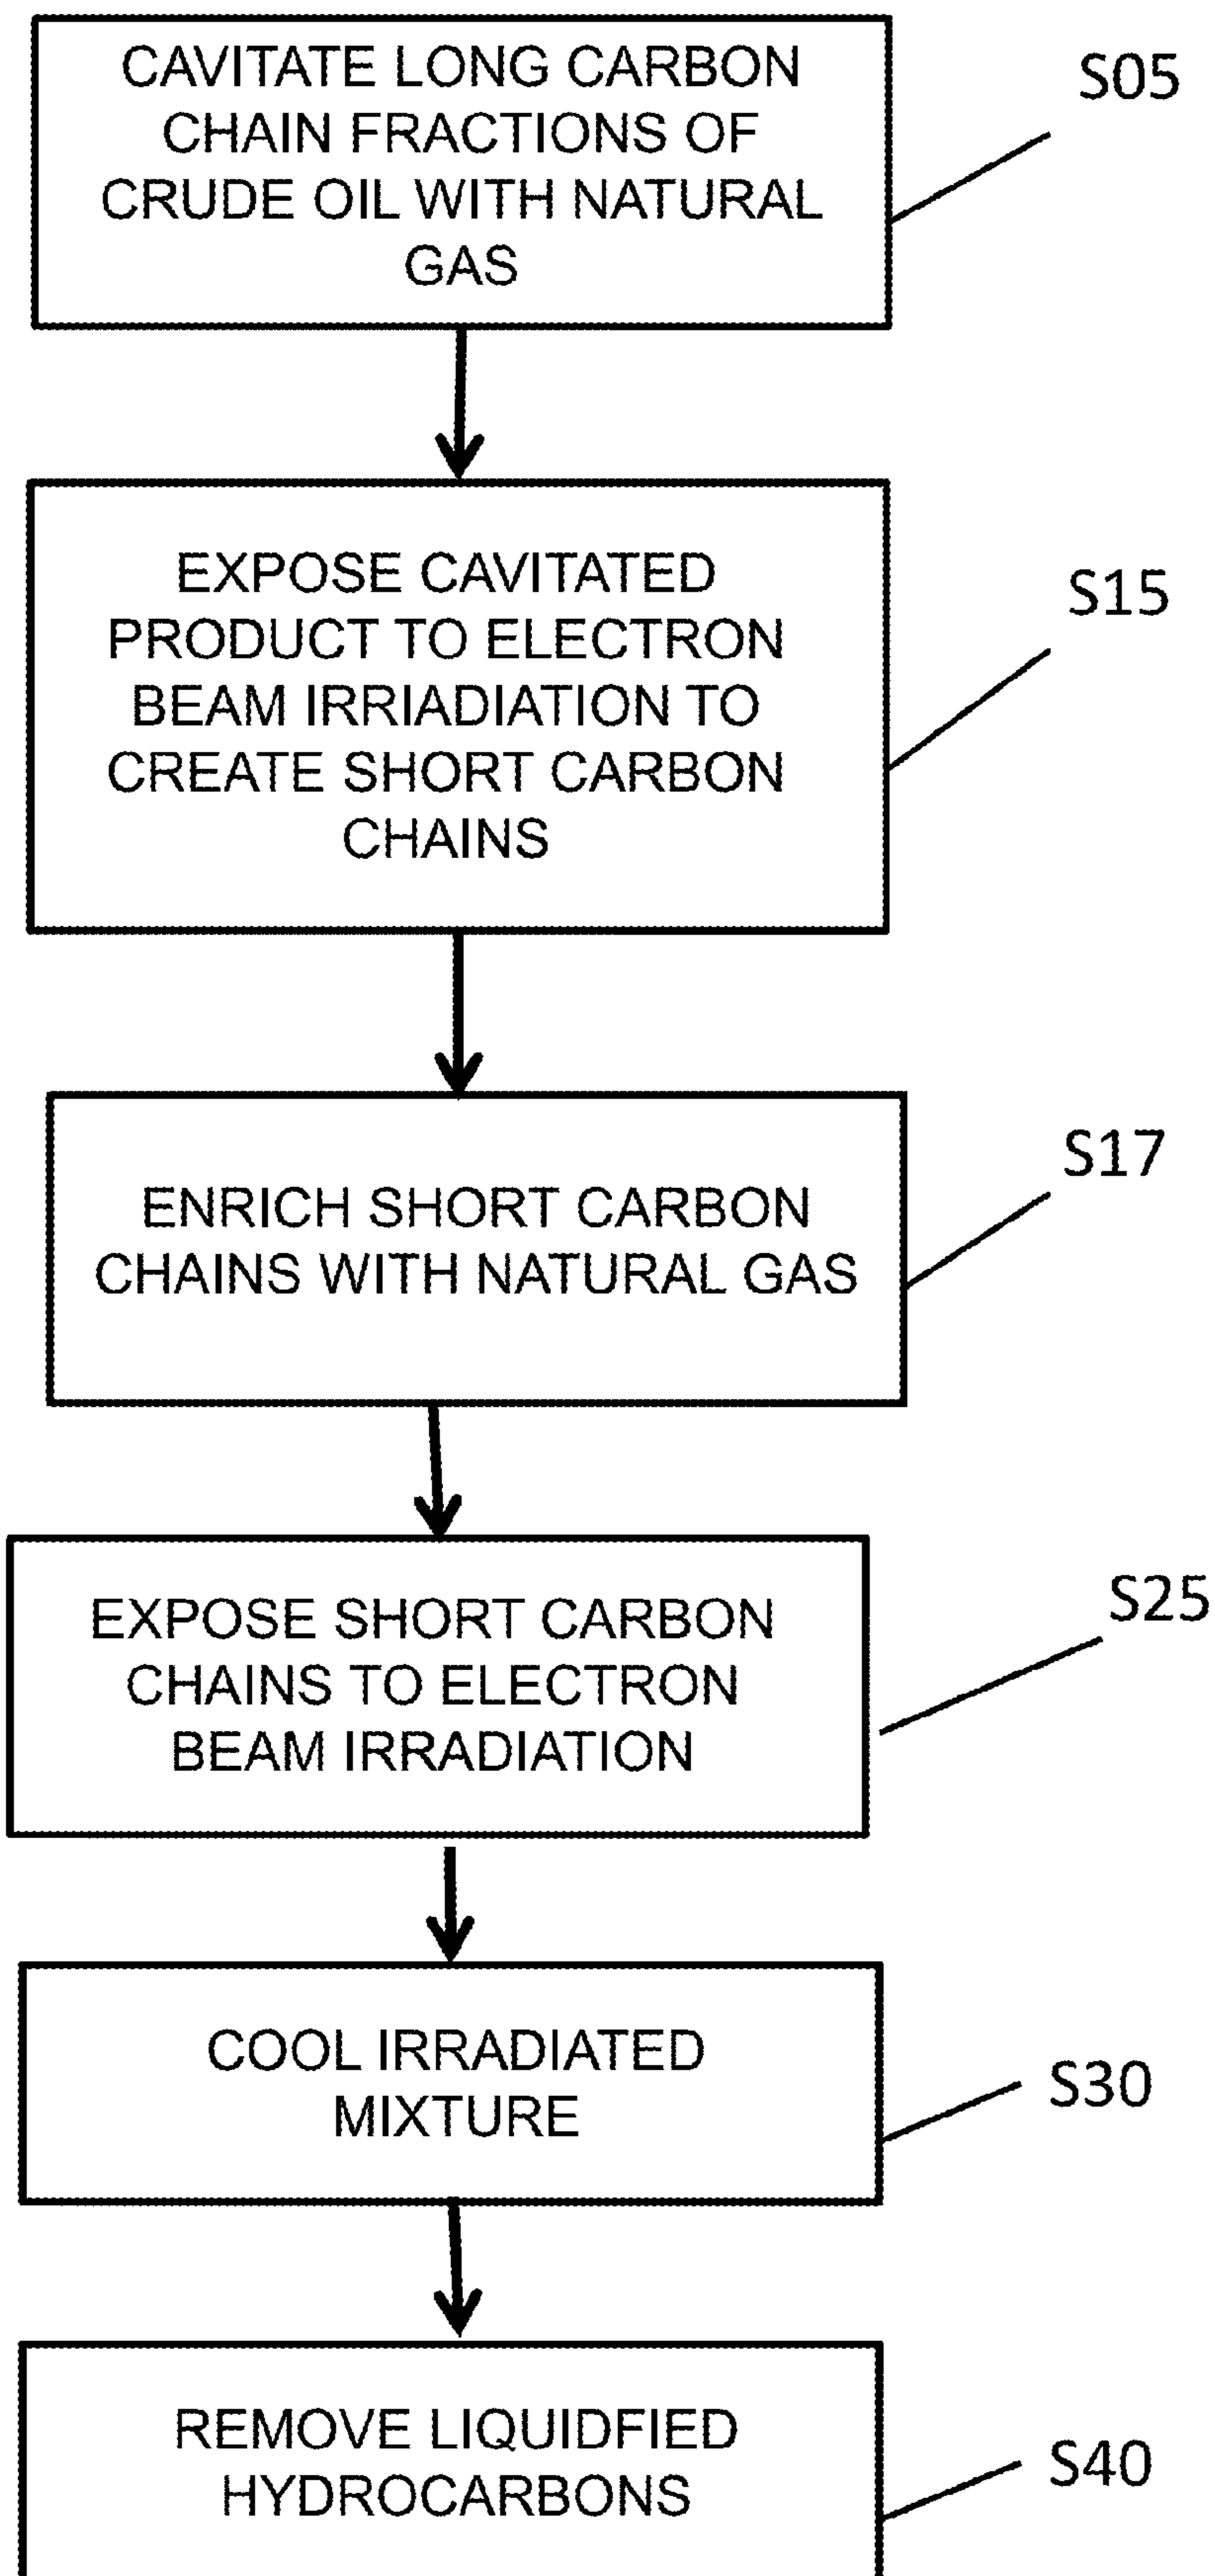 CAVITATE LONG CARBON
CHAIN FRACTIONS OF
CRUDE OIL WITH NATURAL
GAS
S05
EXPOSE CAVITATED
PRODUCT TO ELECTRON
BEAM IRRIADIATION TO
CREATE SHORT CARBON
CHAINS
S15
ENRICH SHORT CARBON
CHAINS WITH NATURAL GAS
S17
EXPOSE SHORT CARBON
CHAINS TO ELECTRON
BEAM IRRADIATION
S25
COOL IRRADIATED
MIXTURE
S30
REMOVE LIQUIDFIED
HYDROCARBONS
S40